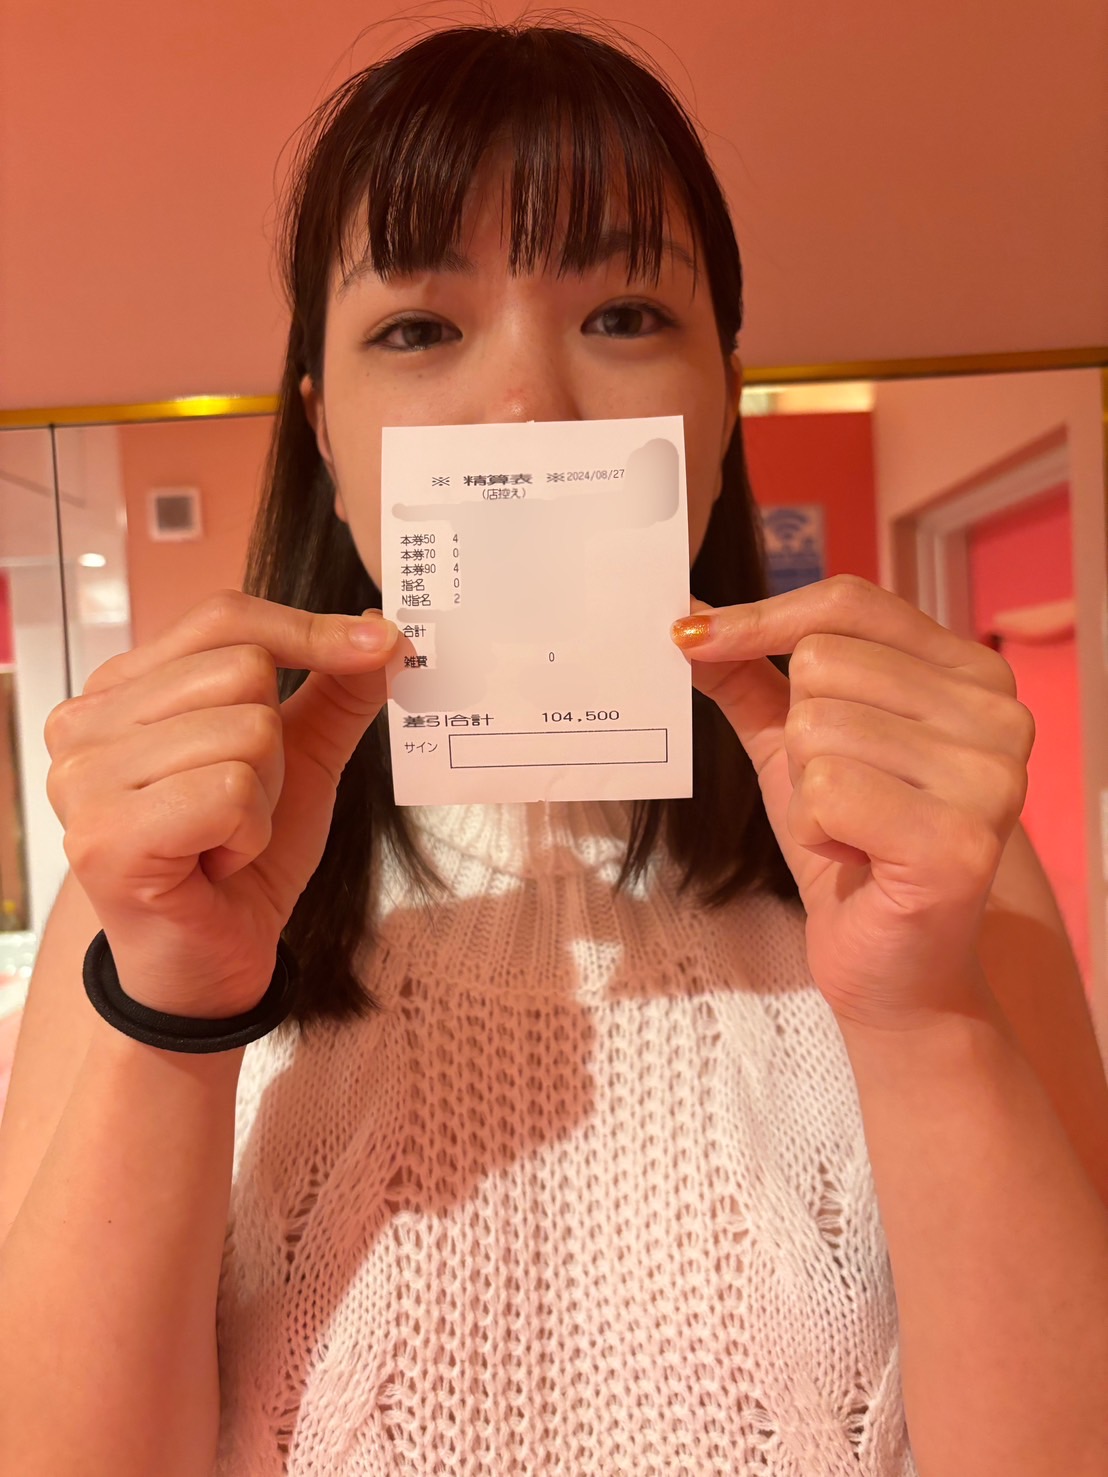 ※ 精算表 ※2024/08/27
(店控え)
本券50 4
本券70 0
本券90 4
指名 0
N指名 2
合計
雑費 0
差引合計 104,500
サイン